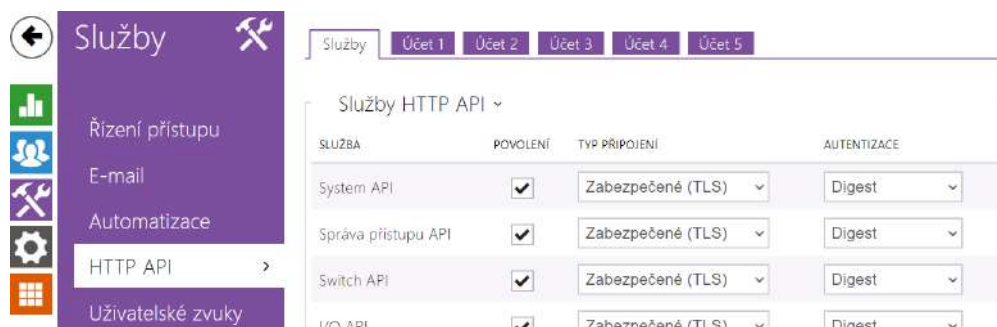 Služby
Řízení přístupu
E-mail
Automatizace
HTTP API
Uživatelské zvuky
Služby Účet 1 Účet 2 Účet 3 Účet 4 Účet 5
Služby HTTP API
SLUŽBA POVOLENÍ TYP PŘIPOJENÍ AUTENTIZACE
System API Zabezpečené (TLS) Digest
Správa přístupu API Zabezpečené (TLS) Digest
Switch API Zabezpečené (TLS) Digest
I/O API Zabezpečené (TLS) Digest